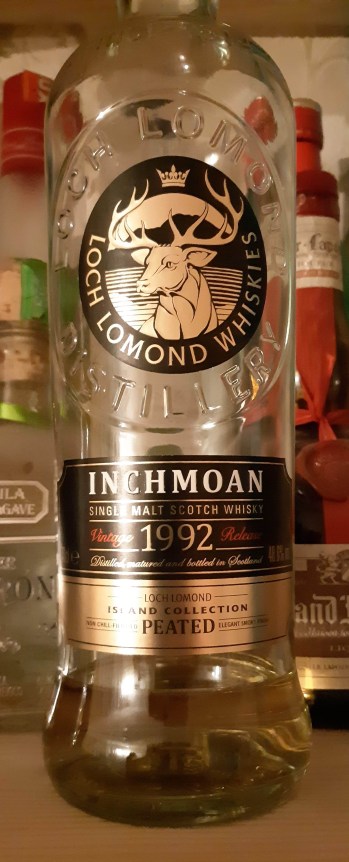 LOCH LOMOND
LOCH LOMOND WHISKIES
DISTILLERY
INCHMOAN
SINGLE MALT SCOTCH WHISKY
Vintage 1992 Release
Distilled, matured and bottled in Scotland
LOCH LOMOND
ISLAND COLLECTION
PEATED